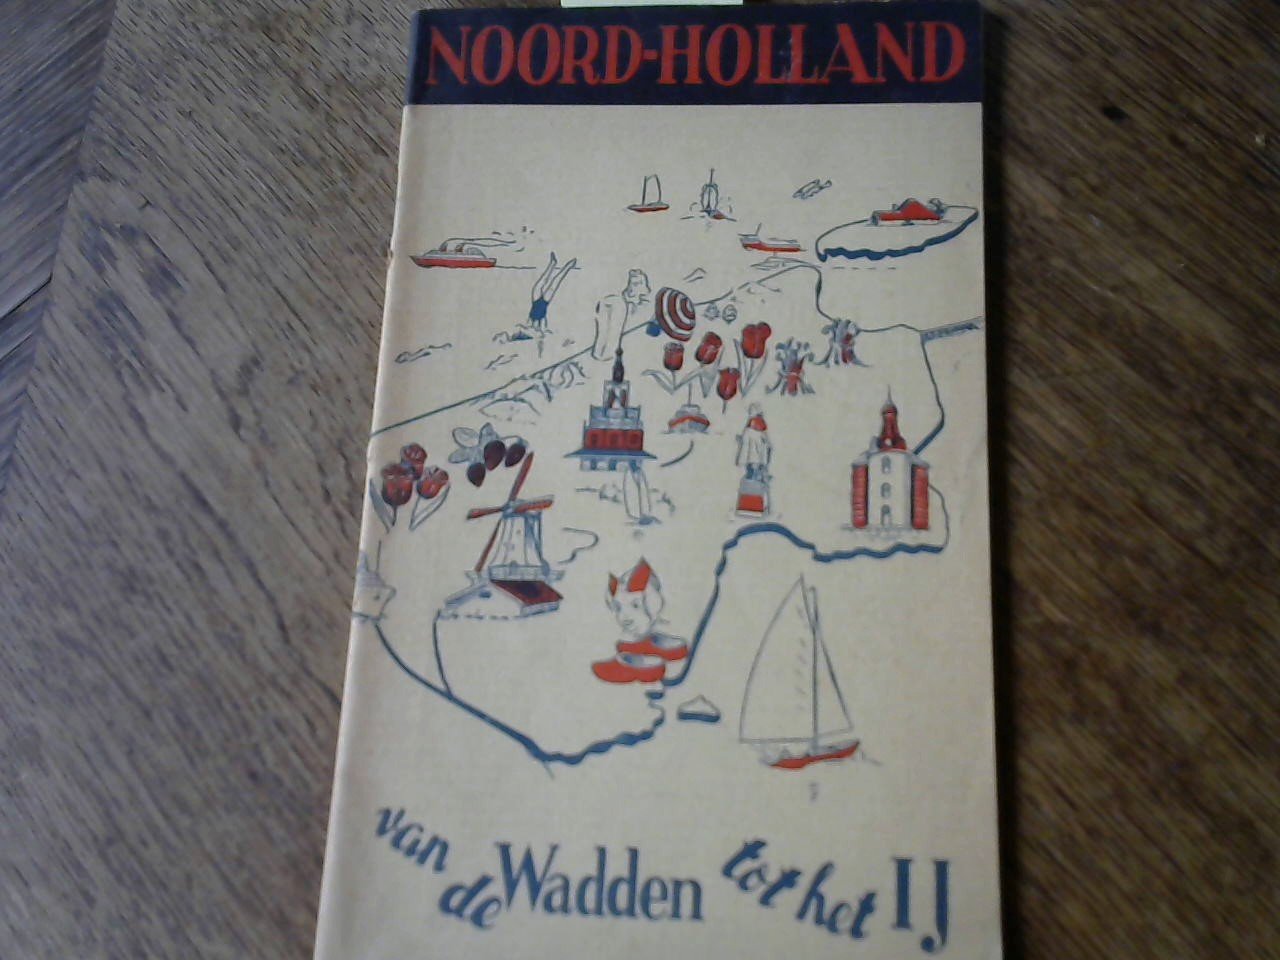 NOORD-HOLLAND
van de Wadden tot het IJ